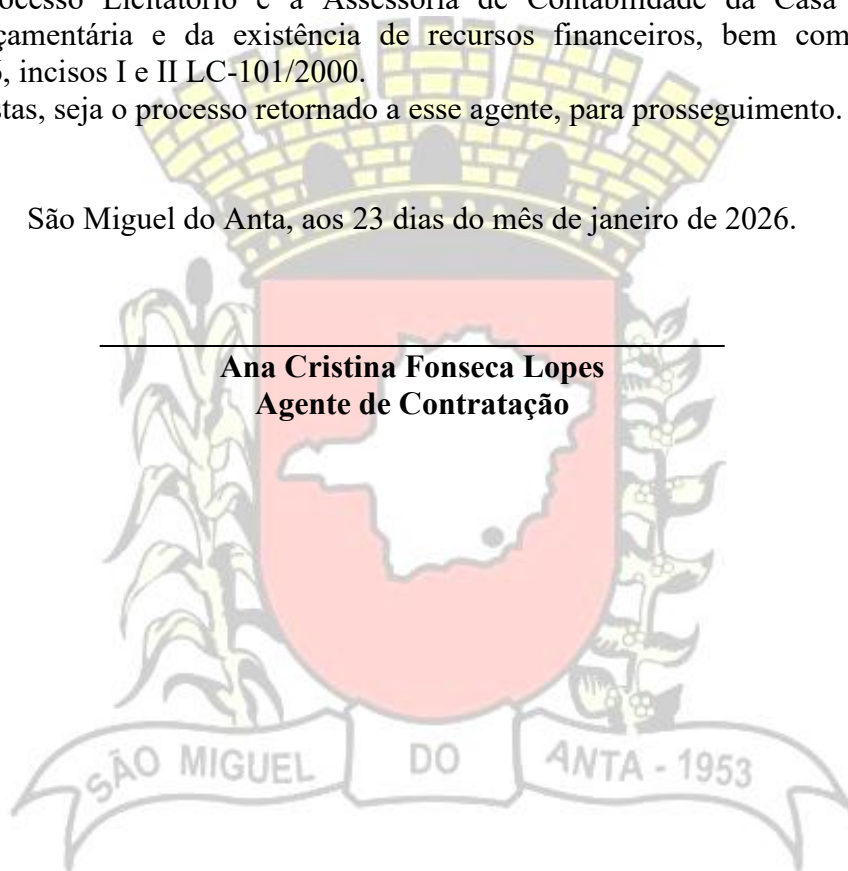 ocesso Licitatório e à Assessoria de Contabilidade da Casa
çamentária e da existência de recursos financeiros, bem com
, incisos I e II LC-101/2000.
stas, seja o processo retornado a esse agente, para prosseguimento.
São Miguel do Anta, aos 23 dias do mês de janeiro de 2026.
Ana Cristina Fonseca Lopes
Agente de Contratação
SÃO MIGUEL DO ANTA - 1953